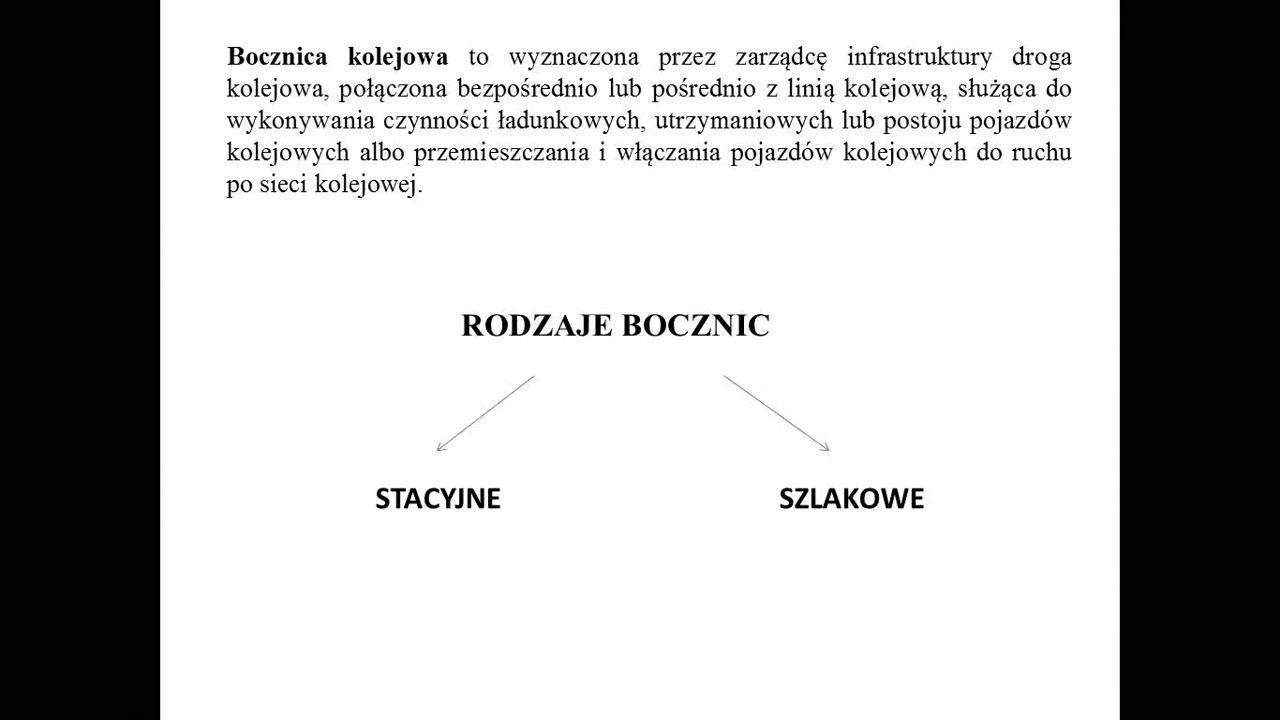 Bocznica kolejowa to wyznaczona przez zarządcę infrastruktury droga
kolejowa, połączona bezpośrednio lub pośrednio z linią kolejową, służąca do
wykonywania czynności ładunkowych, utrzymaniowych lub postoju pojazdów
kolejowych albo przemieszczania i włączania pojazdów kolejowych do ruchu
po sieci kolejowej.
RODZAJE BOCZNIC
STACYJNE
SZLAKOWE